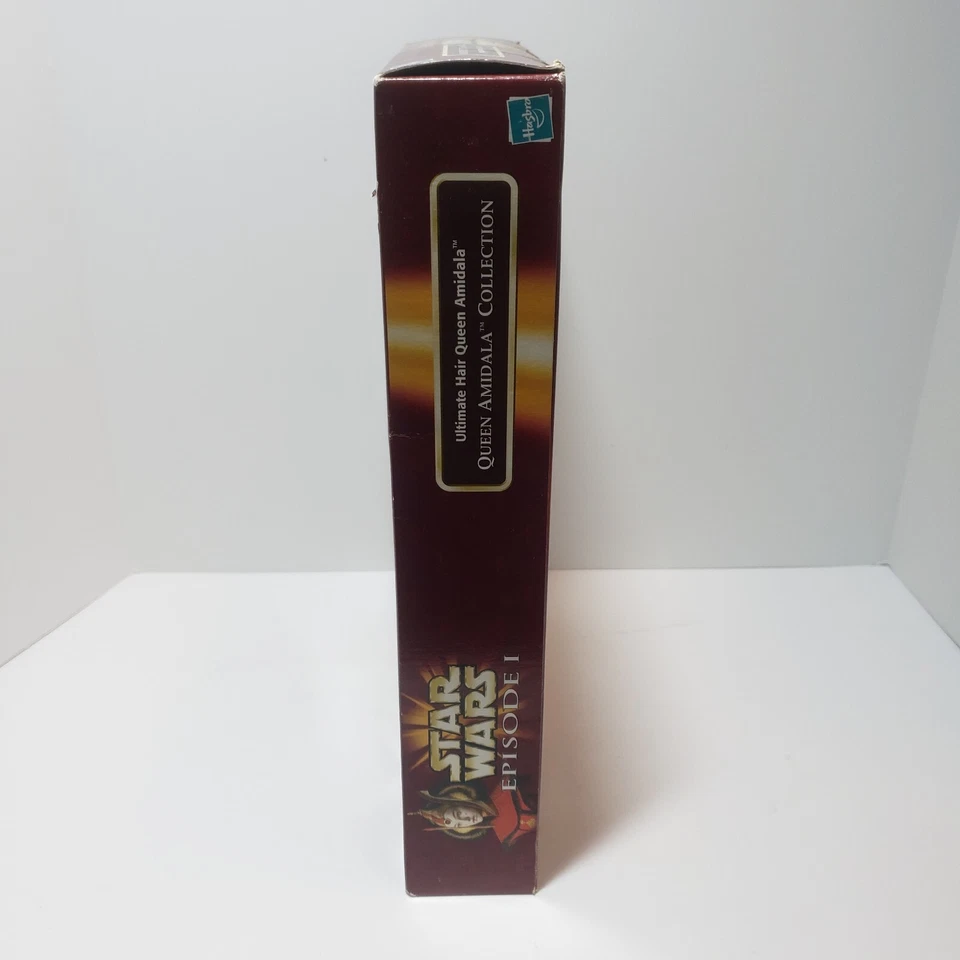 Hasbro
Ultimate Hair Queen Amidala™
QUEEN AMIDALA™ COLLECTION
STAR
WARS
EPISODE I